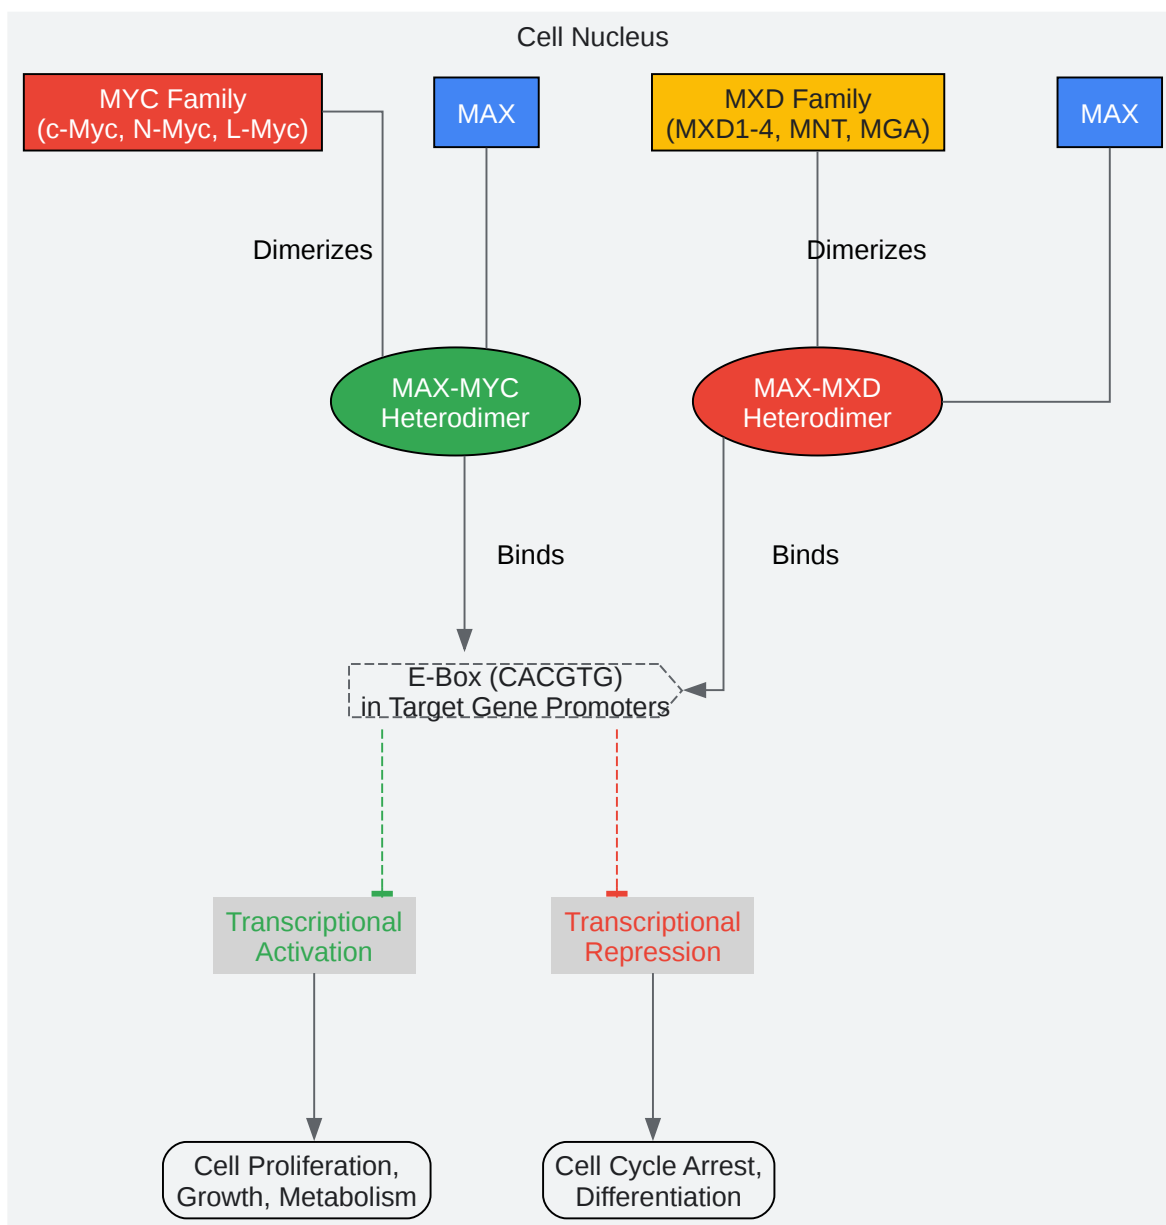 Cell Nucleus
MYC Family
(c-Myc, N-Myc, L-Myc)
MAX
MXD Family
(MXD1-4, MNT, MGA)
MAX
Dimerizes
Dimerizes
MAX-MYC
Heterodimer
MAX-MXD
Heterodimer
Binds
Binds
E-Box (CACGTG)
in Target Gene Promoters
Transcriptional
Activation
Transcriptional
Repression
Cell Proliferation,
Growth, Metabolism
Cell Cycle Arrest,
Differentiation